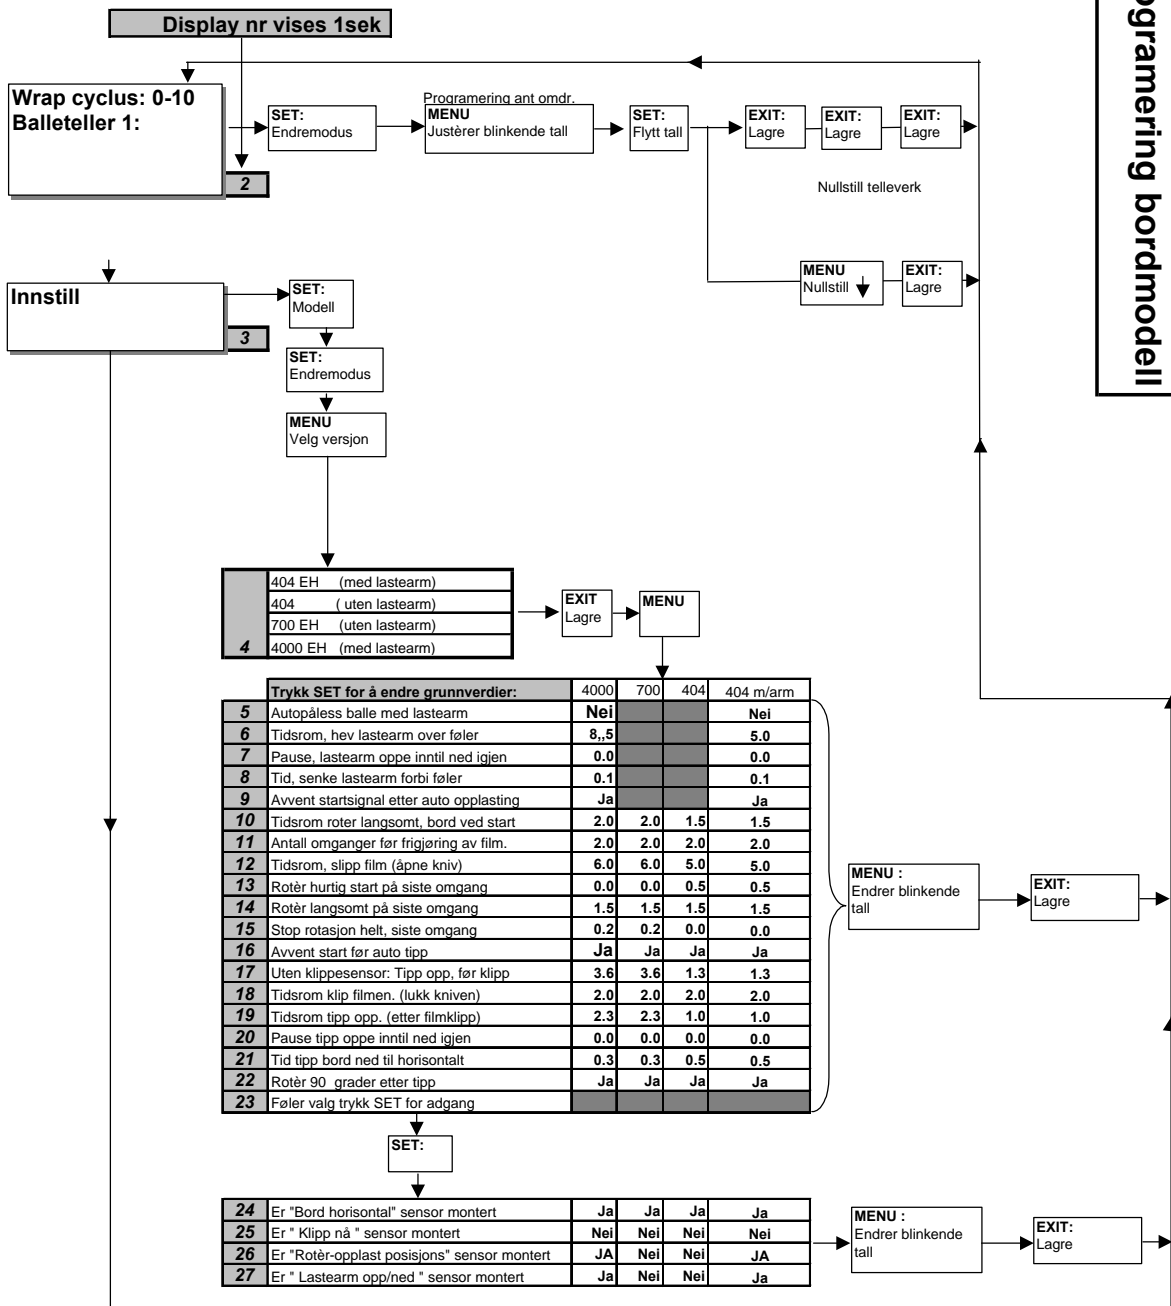 Display nr vises 1sek
ogramering bordmodell
Wrap cyclus: 0-10
Balleteller 1:
2
SET:
Endremodus
Programering ant omdr.
MENU
Justèrer blinkende tall
SET:
Flytt tall
EXIT:
Lagre
EXIT:
Lagre
EXIT:
Lagre
Nullstill telleverk
MENU
Nullstill
EXIT:
Lagre
Innstill
3
SET:
Modell
SET:
Endremodus
MENU
Velg versjon
404 EH (med lastearm)
404 ( uten lastearm)
700 EH (uten lastearm)
4 4000 EH (med lastearm)
EXIT
Lagre
MENU
Trykk SET for å endre grunnverdier: 4000 700 404 404 m/arm
5 Autopåless balle med lastearm Nei Nei
6 Tidsrom, hev lastearm over føler 8,,5 5.0
7 Pause, lastearm oppe inntil ned igjen 0.0 0.0
8 Tid, senke lastearm forbi føler 0.1 0.1
9 Avvent startsignal etter auto opplasting Ja Ja
10 Tidsrom roter langsomt, bord ved start 2.0 2.0 1.5 1.5
11 Antall omganger før frigjøring av film. 2.0 2.0 2.0 2.0
12 Tidsrom, slipp film (åpne kniv) 6.0 6.0 5.0 5.0
13 Rotèr hurtig start på siste omgang 0.0 0.0 0.5 0.5
14 Rotèr langsomt på siste omgang 1.5 1.5 1.5 1.5
15 Stop rotasjon helt, siste omgang 0.2 0.2 0.0 0.0
16 Avvent start før auto tipp Ja Ja Ja Ja
17 Uten klippesensor: Tipp opp, før klipp 3.6 3.6 1.3 1.3
18 Tidsrom klip filmen. (lukk kniven) 2.0 2.0 2.0 2.0
19 Tidsrom tipp opp. (etter filmklipp) 2.3 2.3 1.0 1.0
20 Pause tipp oppe inntil ned igjen 0.0 0.0 0.0 0.0
21 Tid tipp bord ned til horisontalt 0.3 0.3 0.5 0.5
22 Rotèr 90 grader etter tipp Ja Ja Ja Ja
23 Føler valg trykk SET for adgang
MENU :
Endrer blinkende
tall
EXIT:
Lagre
SET:
24 Er "Bord horisontal" sensor montert Ja Ja Ja Ja
25 Er " Klipp nå " sensor montert Nei Nei Nei Nei
26 Er "Rotèr-opplast posisjons" sensor montert JA Nei Nei JA
27 Er " Lastearm opp/ned " sensor montert Ja Nei Nei Ja
MENU :
Endrer blinkende
tall
EXIT:
Lagre